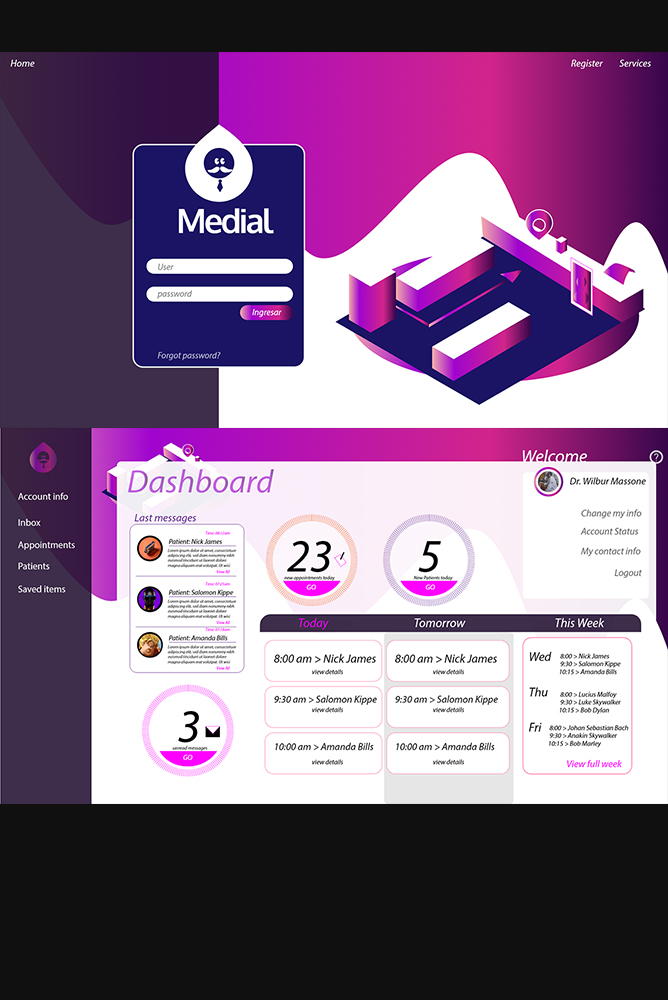 Home
Register
Services
Medial
User
password
Ingresar
Forgot password?
Welcome
?
Dashboard
Dr. Wilbur Massone
Account info
Inbox
Appointments
Patients
Saved items
Change my info
Account Status
My contact info
Logout
Last messages
Patient: Nick James
Lorem ipsum dolor sit amet, consectetuer
adipiscing elit, sed diam nonummy nibh
euismod tincidunt ut laoreet dolore
magna aliquam erat volutpat. Ut wisi
View All
Patient: Salomon Kippe
Lorem ipsum dolor sit amet, consectetuer
adipiscing elit, sed diam nonummy nibh
euismod tincidunt ut laoreet dolore
magna aliquam erat volutpat. Ut wisi
View All
Patient: Amanda Bills
Lorem ipsum dolor sit amet, consectetuer
adipiscing elit, sed diam nonummy nibh
euismod tincidunt ut laoreet dolore
magna aliquam erat volutpat. Ut wisi
View All
23
new appointments today
GO
5
New Patients today
GO
3
unread messages
GO
Today
Tomorrow
This Week
8:00 am > Nick James
view details
9:30 am > Salomon Kippe
view details
10:00 am > Amanda Bills
view details
8:00 am > Nick James
view details
9:30 am > Salomon Kippe
view details
10:00 am > Amanda Bills
view details
Wed
8:00 > Nick James
9:30 > Salomon Kippe
10:15 > Amanda Bills
Thu
8:00 > Lucius Malfoy
9:30 > Luke Skywalker
10:15 > Bob Dylan
Fri
8:00 > Johan Sebastian Bach
9:30 > Anakin Skywalker
10:15 > Bob Marley
View full week